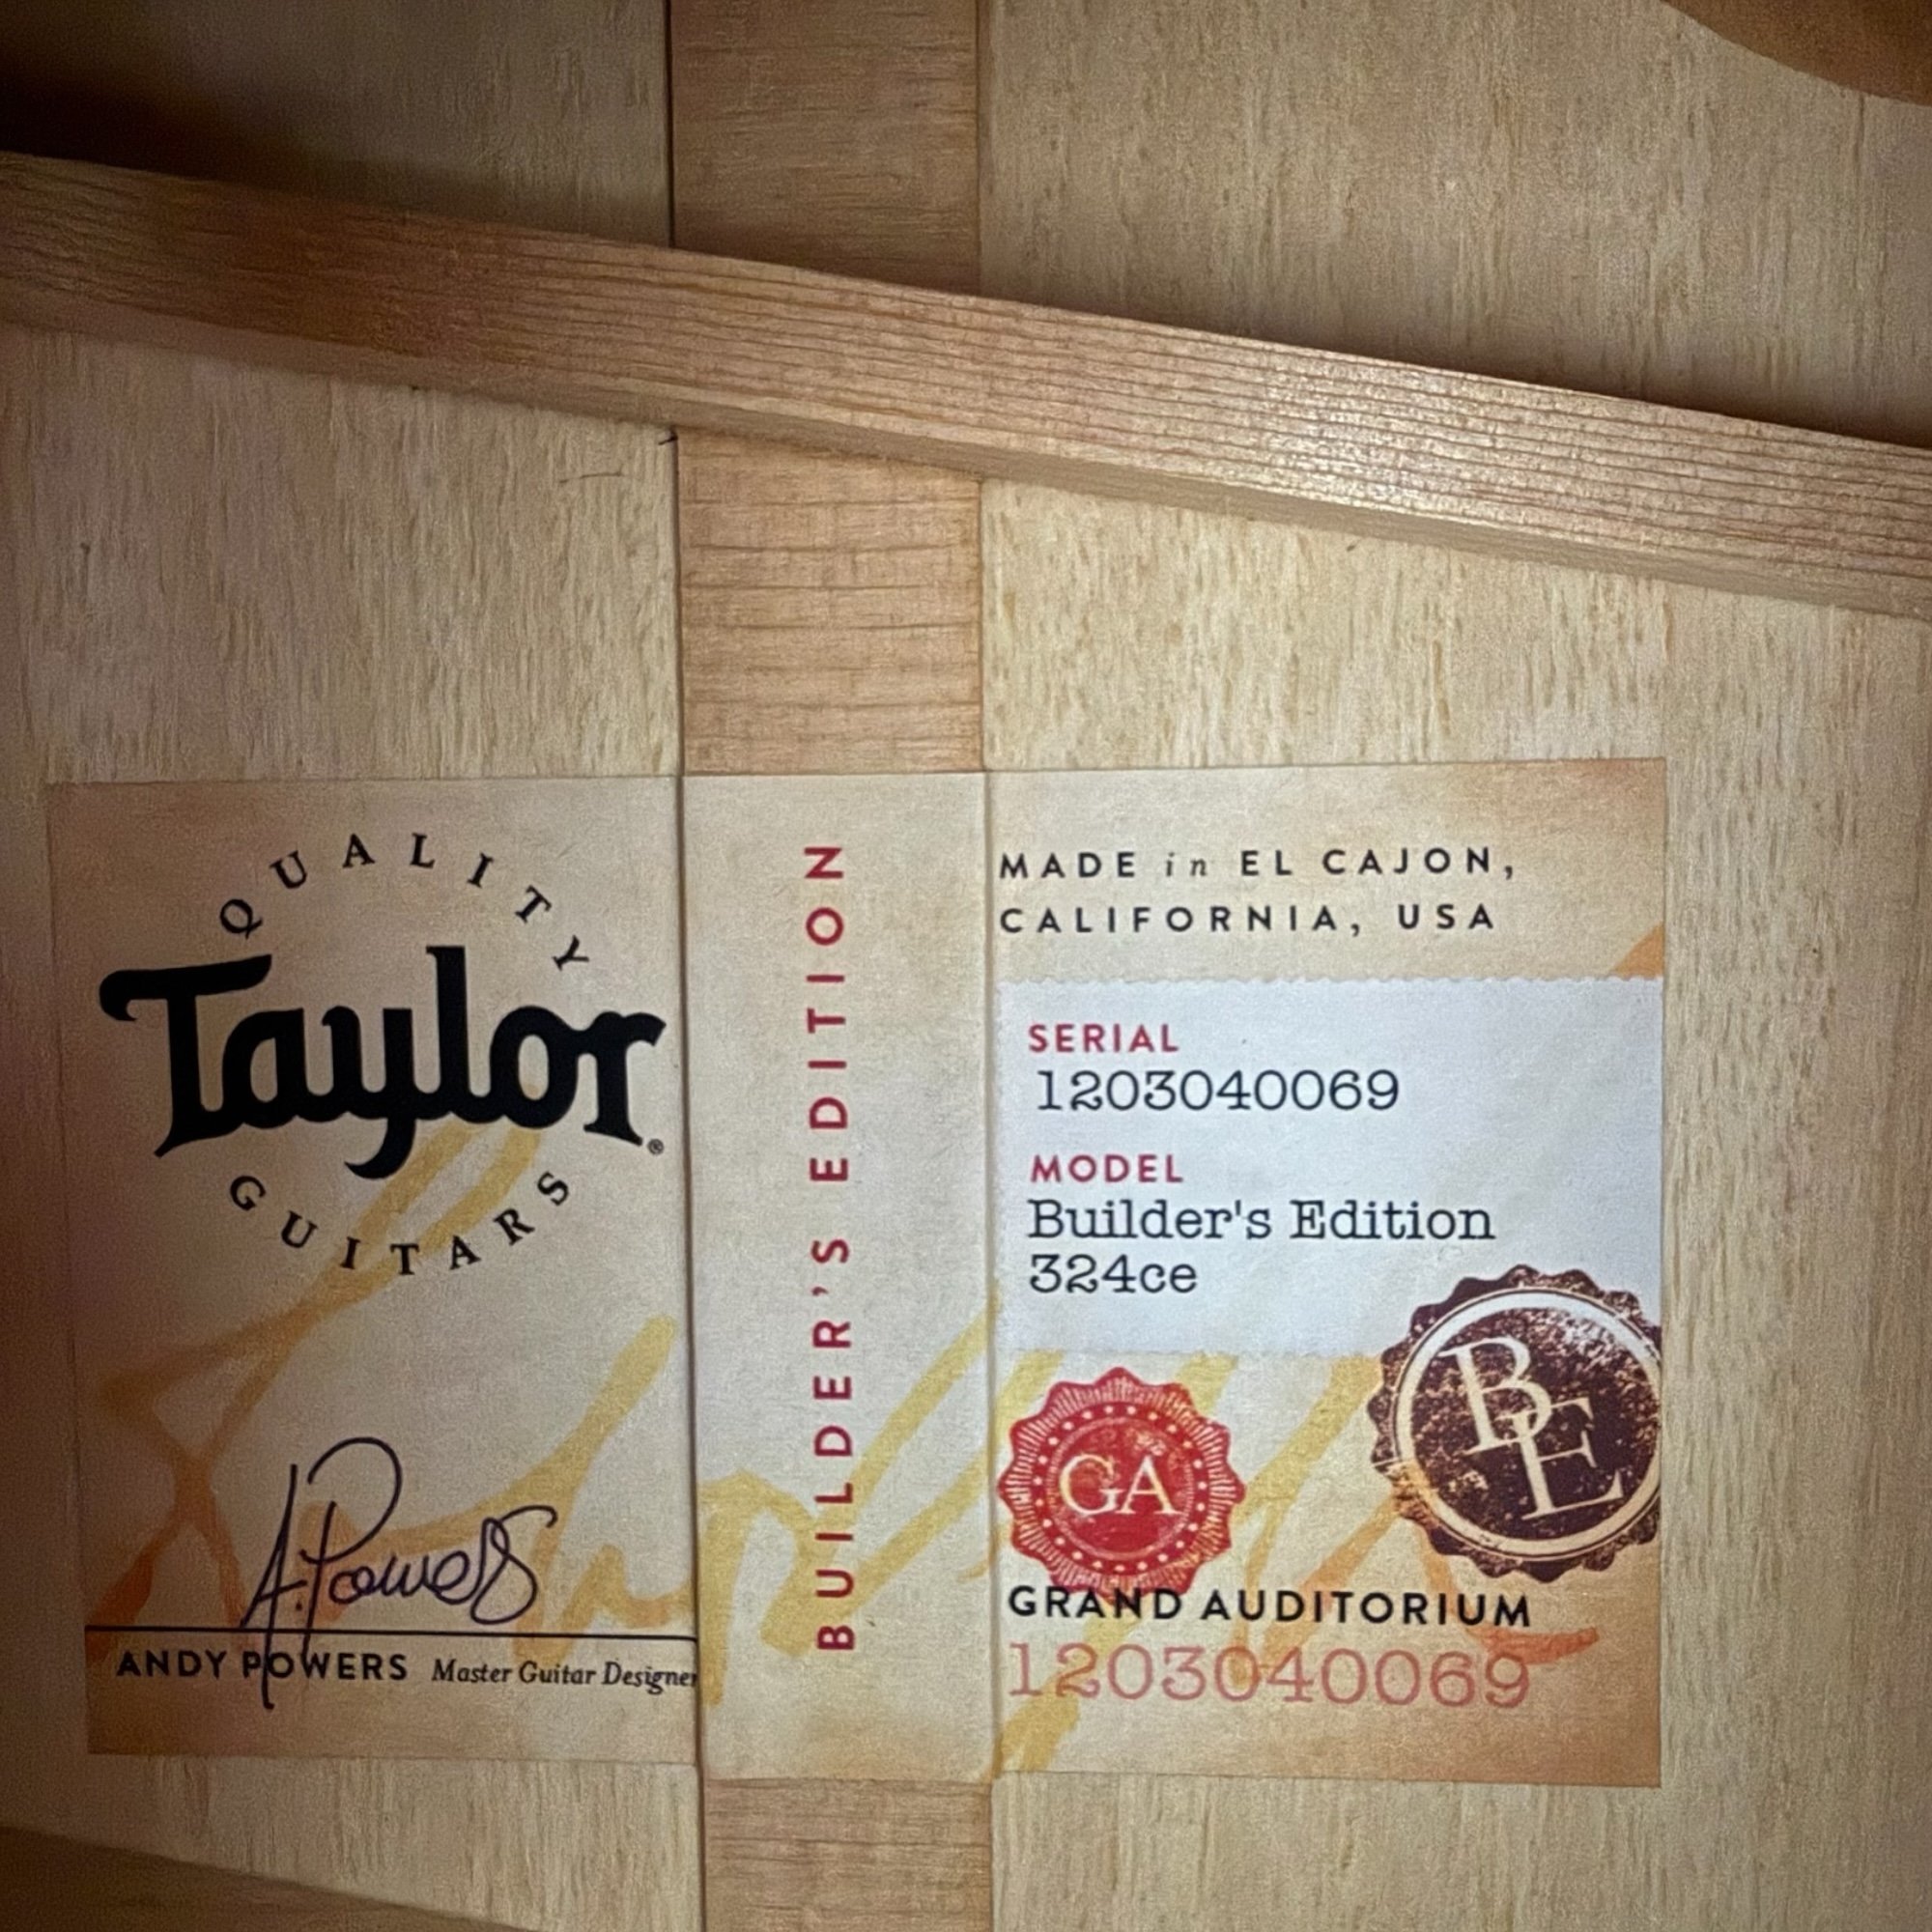 QUALITY
Taylor®
GUITARS
A. Powers
ANDY POWERS Master Guitar Designer
BUILDER'S EDITION
MADE in EL CAJON,
CALIFORNIA, USA
SERIAL
1203040069
MODEL
Builder's Edition
324ce
BE
GA
GRAND AUDITORIUM
1203040069